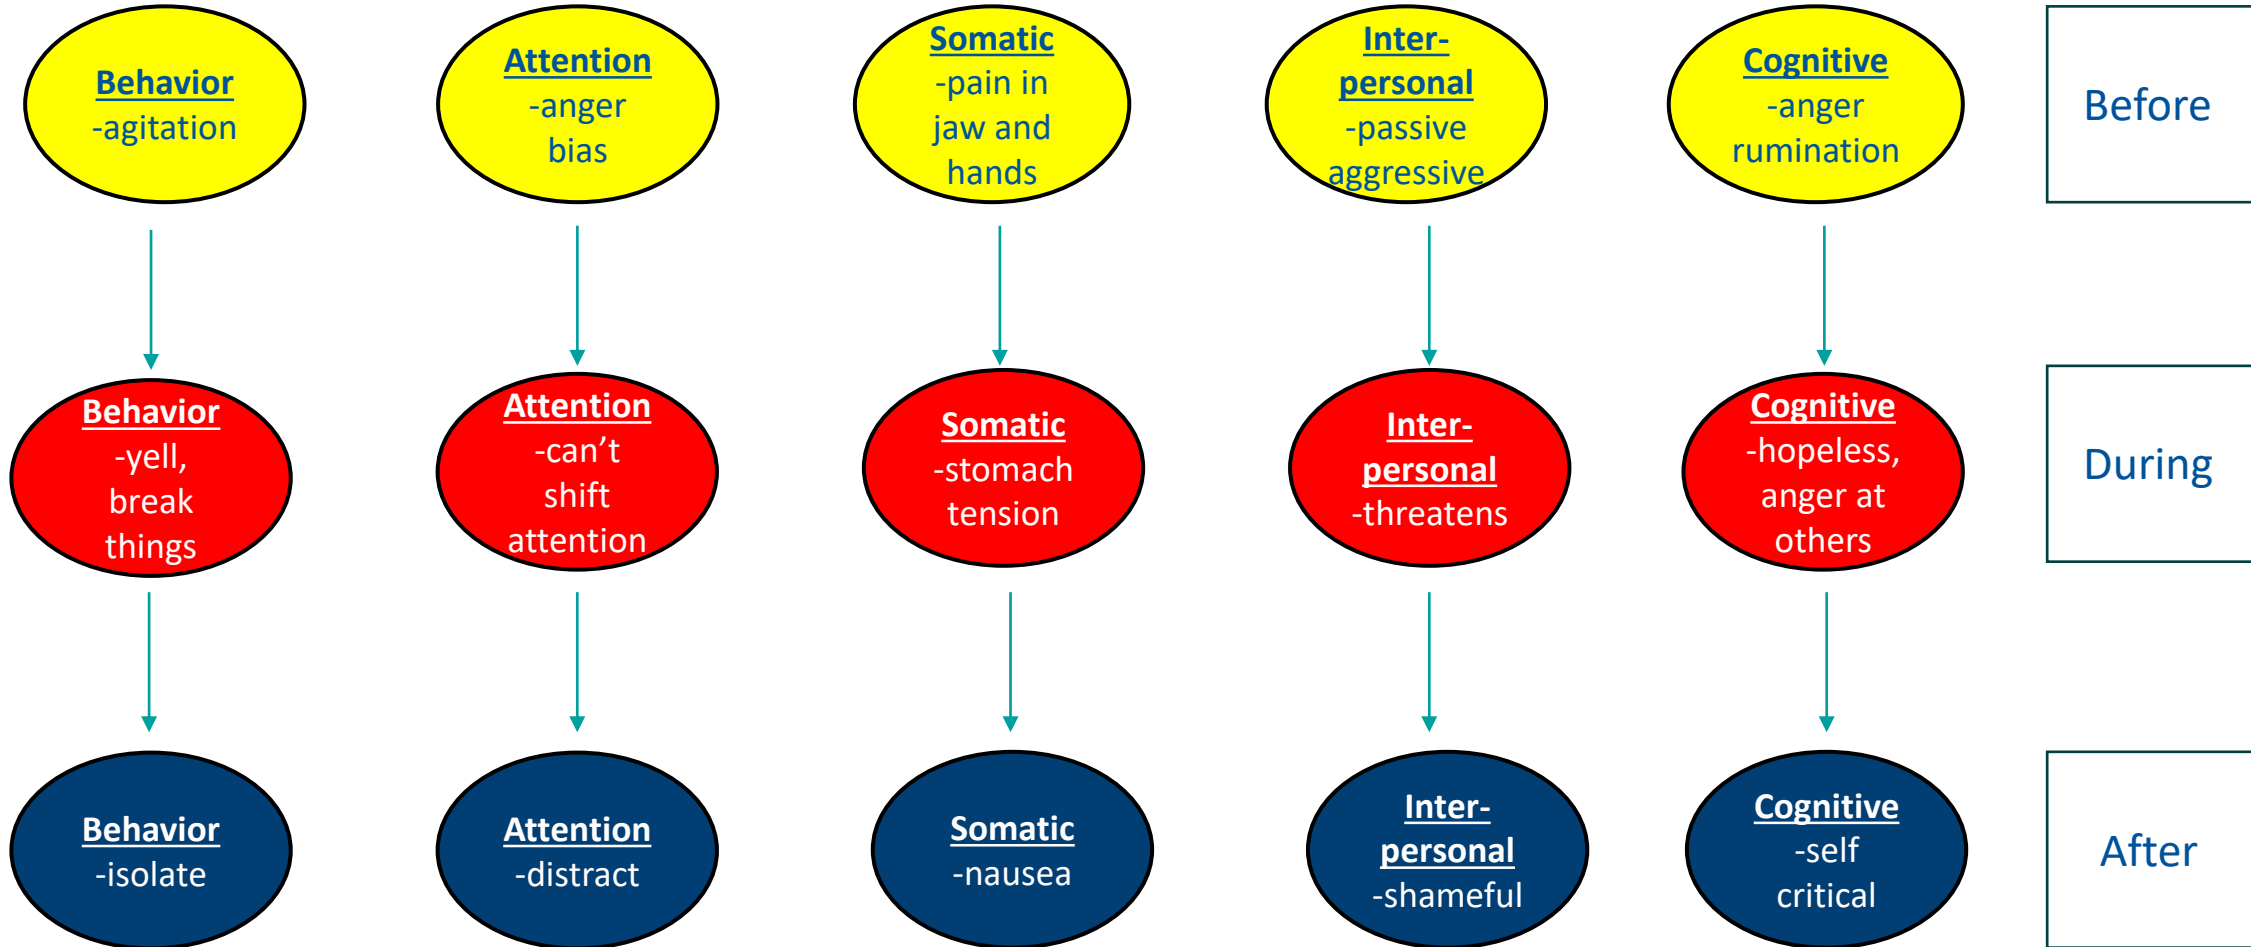 Behavior
-agitation
Attention
-anger
bias
Somatic
-pain in
jaw and
hands
Inter-
personal
-passive
aggressive
Cognitive
-anger
rumination
Before
Behavior
-yell,
break
things
Attention
-can’t
shift
attention
Somatic
-stomach
tension
Inter-
personal
-threatens
Cognitive
-hopeless,
anger at
others
During
Behavior
-isolate
Attention
-distract
Somatic
-nausea
Inter-
personal
-shameful
Cognitive
-self
critical
After